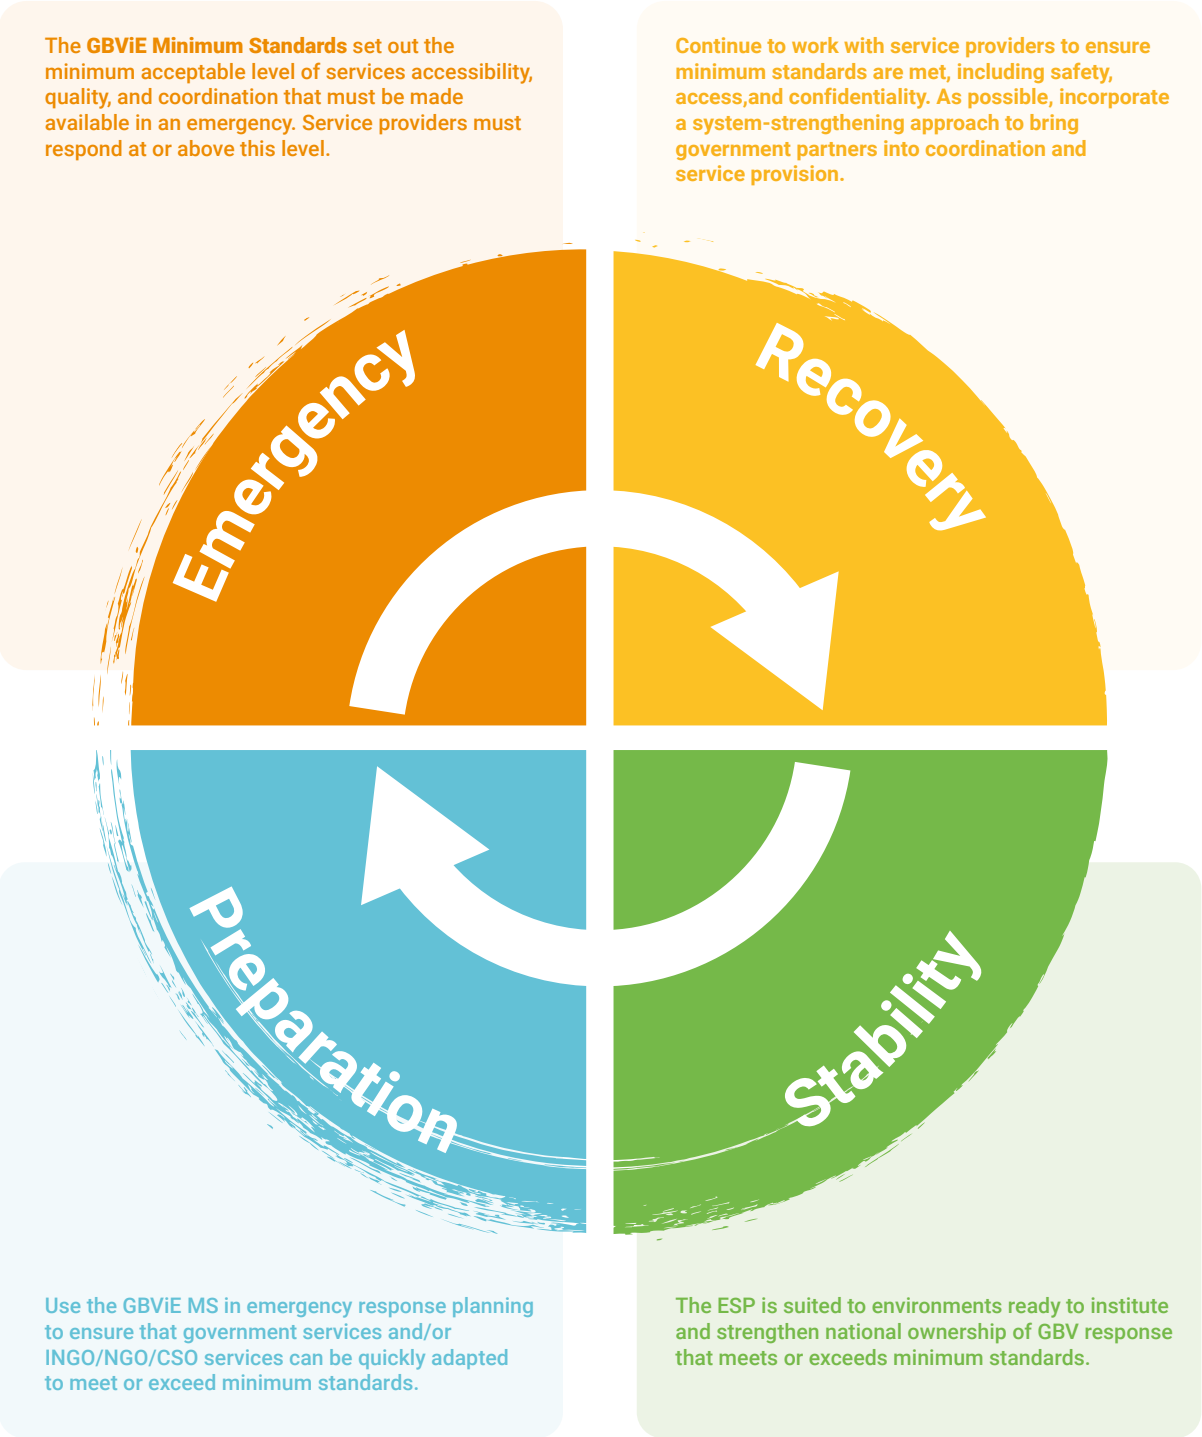 The GBViE Minimum Standards set out the
minimum acceptable level of services accessibility,
quality, and coordination that must be made
available in an emergency. Service providers must
respond at or above this level.
Continue to work with service providers to ensure
minimum standards are met, including safety,
access,and confidentiality. As possible, incorporate
a system-strengthening approach to bring
government partners into coordination and
service provision.
Emergency
Recovery
Preparation
Stability
Use the GBViE MS in emergency response planning
to ensure that government services and/or
INGO/NGO/CSO services can be quickly adapted
to meet or exceed minimum standards.
The ESP is suited to environments ready to institute
and strengthen national ownership of GBV response
that meets or exceeds minimum standards.